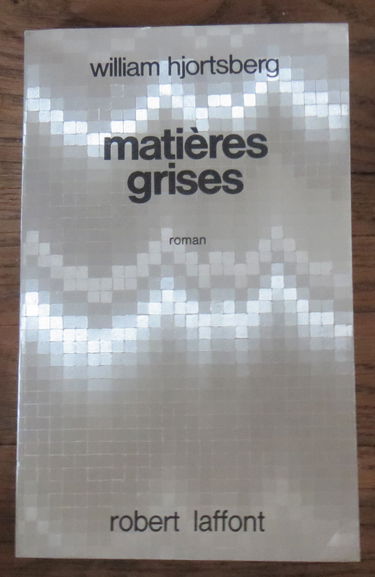 william hjortsberg
matières
grises
roman
robert laffont